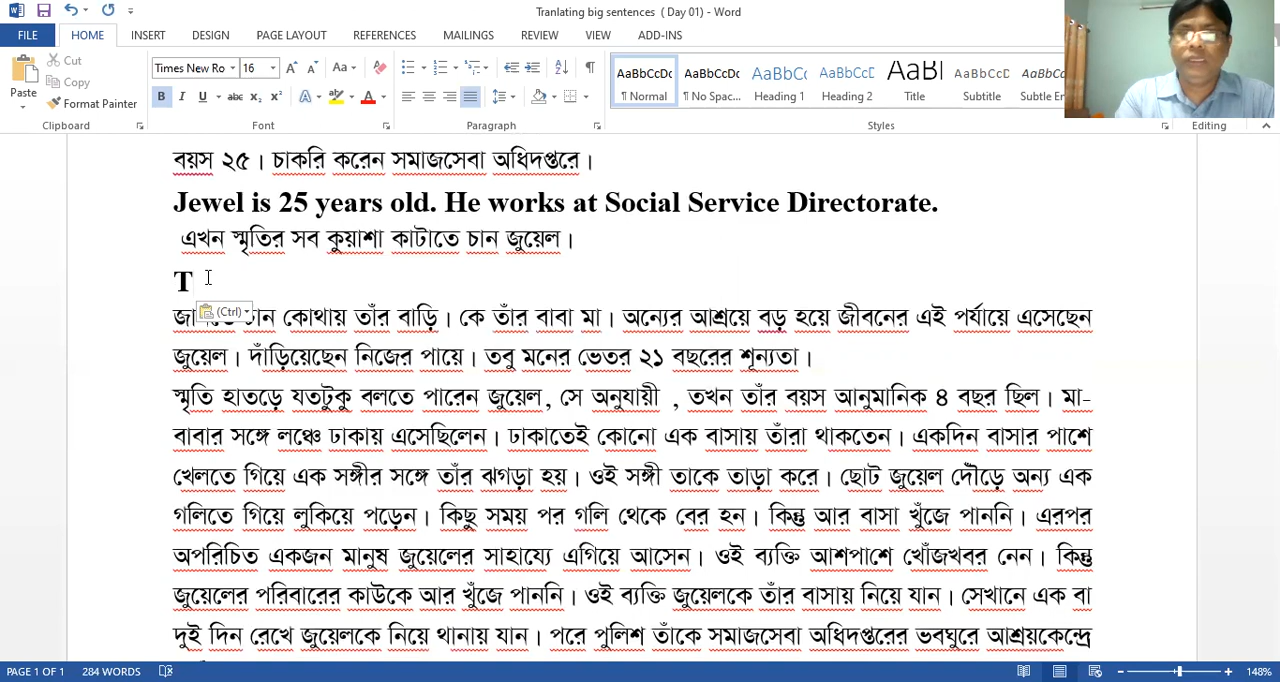 Tranlating big sentences ( Day 01) - Word
FILE HOME INSERT DESIGN PAGE LAYOUT REFERENCES MAILINGS REVIEW VIEW ADD-INS
Paste Cut Copy Format Painter
Times New Ro 16 Aa
B I U abc X₂ X² A A
AaBbCcDc AaBbCcDc AaBbCc AaBbCcC AaBl AaBbCcD AaBbCcDc
¶ Normal ¶ No Spac... Heading 1 Heading 2 Title Subtitle Subtle Em
Clipboard Font Paragraph Styles Editing
বয়স ২৫। চাকরি করেন সমাজসেবা অধিদপ্তরে।
Jewel is 25 years old. He works at Social Service Directorate.
এখন স্মৃতির সব কুয়াশা কাটাতে চান জুয়েল।
T
(Ctrl)
চান কোথায় তাঁর বাড়ি। কে তাঁর বাবা মা। অন্যের আশ্রয়ে বড় হয়ে জীবনের এই পর্যায়ে এসেছেন
জুয়েল। দাঁড়িয়েছেন নিজের পায়ে। তবু মনের ভেতর ২১ বছরের শূন্যতা।
স্মৃতি হাতড়ে যতটুকু বলতে পারেন জুয়েল, সে অনুযায়ী , তখন তাঁর বয়স আনুমানিক ৪ বছর ছিল। মা-
বাবার সঙ্গে লঞ্চে ঢাকায় এসেছিলেন। ঢাকাতেই কোনো এক বাসায় তাঁরা থাকতেন। একদিন বাসার পাশে
খেলতে গিয়ে এক সঙ্গীর সঙ্গে তাঁর ঝগড়া হয়। ওই সঙ্গী তাকে তাড়া করে। ছোট জুয়েল দৌঁড়ে অন্য এক
গলিতে গিয়ে লুকিয়ে পড়েন। কিছু সময় পর গলি থেকে বের হন। কিন্তু আর বাসা খুঁজে পাননি। এরপর
অপরিচিত একজন মানুষ জুয়েলের সাহায্যে এগিয়ে আসেন। ওই ব্যক্তি আশপাশে খোঁজখবর নেন। কিন্তু
জুয়েলের পরিবারের কাউকে আর খুঁজে পাননি। ওই ব্যক্তি জুয়েলকে তাঁর বাসায় নিয়ে যান। সেখানে এক বা
দুই দিন রেখে জুয়েলকে নিয়ে থানায় যান। পরে পুলিশ তাঁকে সমাজসেবা অধিদপ্তরের ভবঘুরে আশ্রয়কেন্দ্রে
PAGE 1 OF 1 284 WORDS 148%